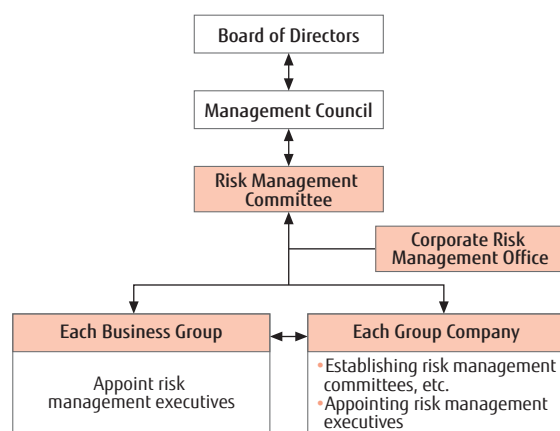 Board of Directors
Management Council
Risk Management
Committee
Corporate Risk
Management Office
Each Business Group
Appoint risk
management executives
Each Group Company
•Establishing risk management
committees, etc.
•Appointing risk management
executives